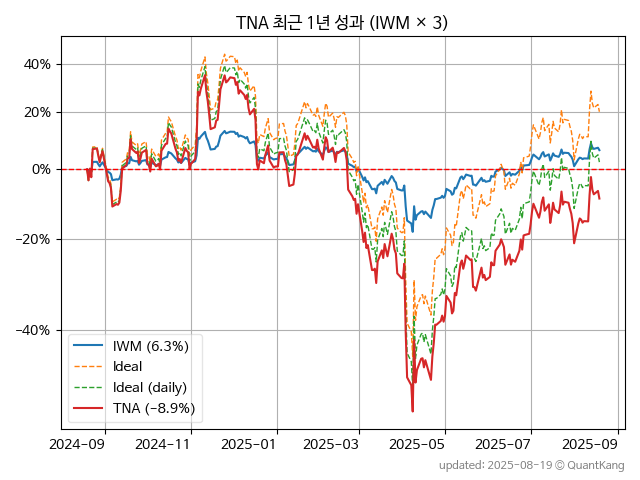 TNA 최근 1년 성과 (IWM × 3)
40%
20%
0%
−20%
−40%
IWM (6.3%)
Ideal
Ideal (daily)
TNA (−8.9%)
2024-09
2024-11
2025-01
2025-03
2025-05
2025-07
2025-09
updated: 2025-08-19 © QuantKang